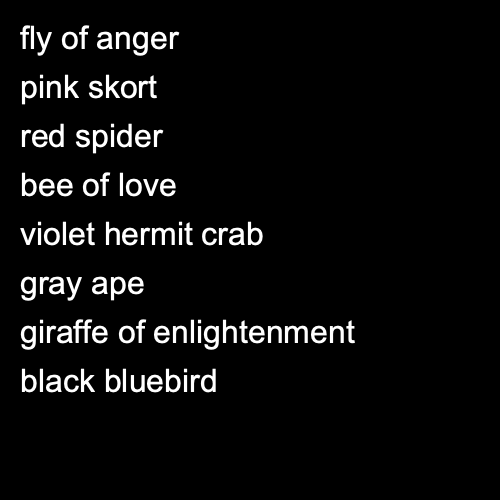 fly of anger
pink skort
red spider
bee of love
violet hermit crab
gray ape
giraffe of enlightenment
black bluebird